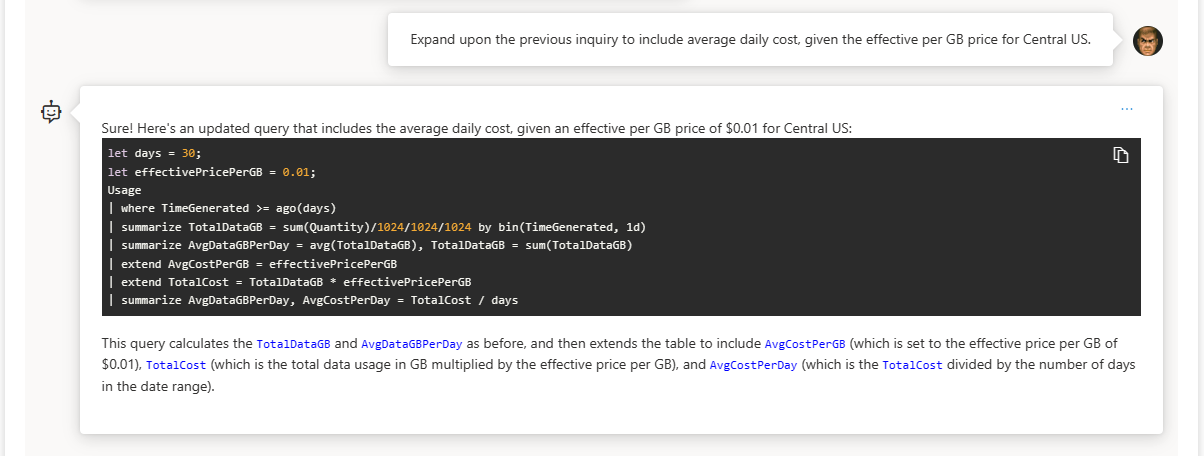 Expand upon the previous inquiry to include average daily cost, given the effective per GB price for Central US.
...
Sure! Here's an updated query that includes the average daily cost, given an effective per GB price of $0.01 for Central US:
let days = 30;
let effectivePricePerGB = 0.01;
Usage
| where TimeGenerated >= ago(days)
| summarize TotalDataGB = sum(Quantity)/1024/1024/1024 by bin(TimeGenerated, 1d)
| summarize AvgDataGBPerDay = avg(TotalDataGB), TotalDataGB = sum(TotalDataGB)
| extend AvgCostPerGB = effectivePricePerGB
| extend TotalCost = TotalDataGB * effectivePricePerGB
| summarize AvgDataGBPerDay, AvgCostPerDay = TotalCost / days
This query calculates the TotalDataGB and AvgDataGBPerDay as before, and then extends the table to include AvgCostPerGB (which is set to the effective price per GB of
$0.01), TotalCost (which is the total data usage in GB multiplied by the effective price per GB), and AvgCostPerDay (which is the TotalCost divided by the number of days
in the date range).